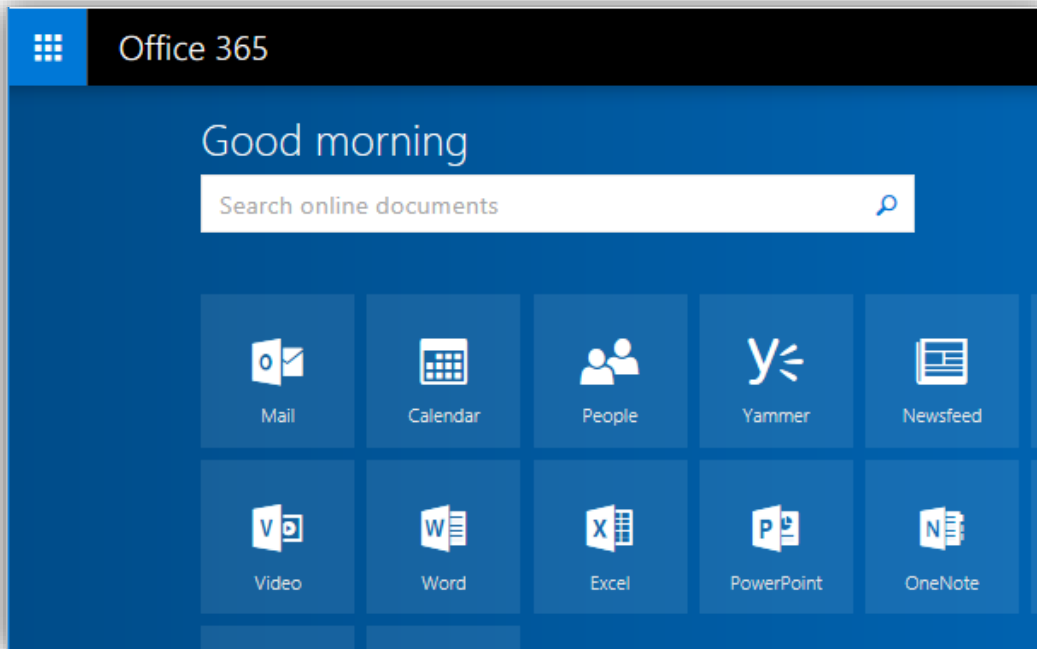 Office 365
Good morning
Search online documents
Mail Calendar People Yammer Newsfeed
Video Word Excel PowerPoint OneNote